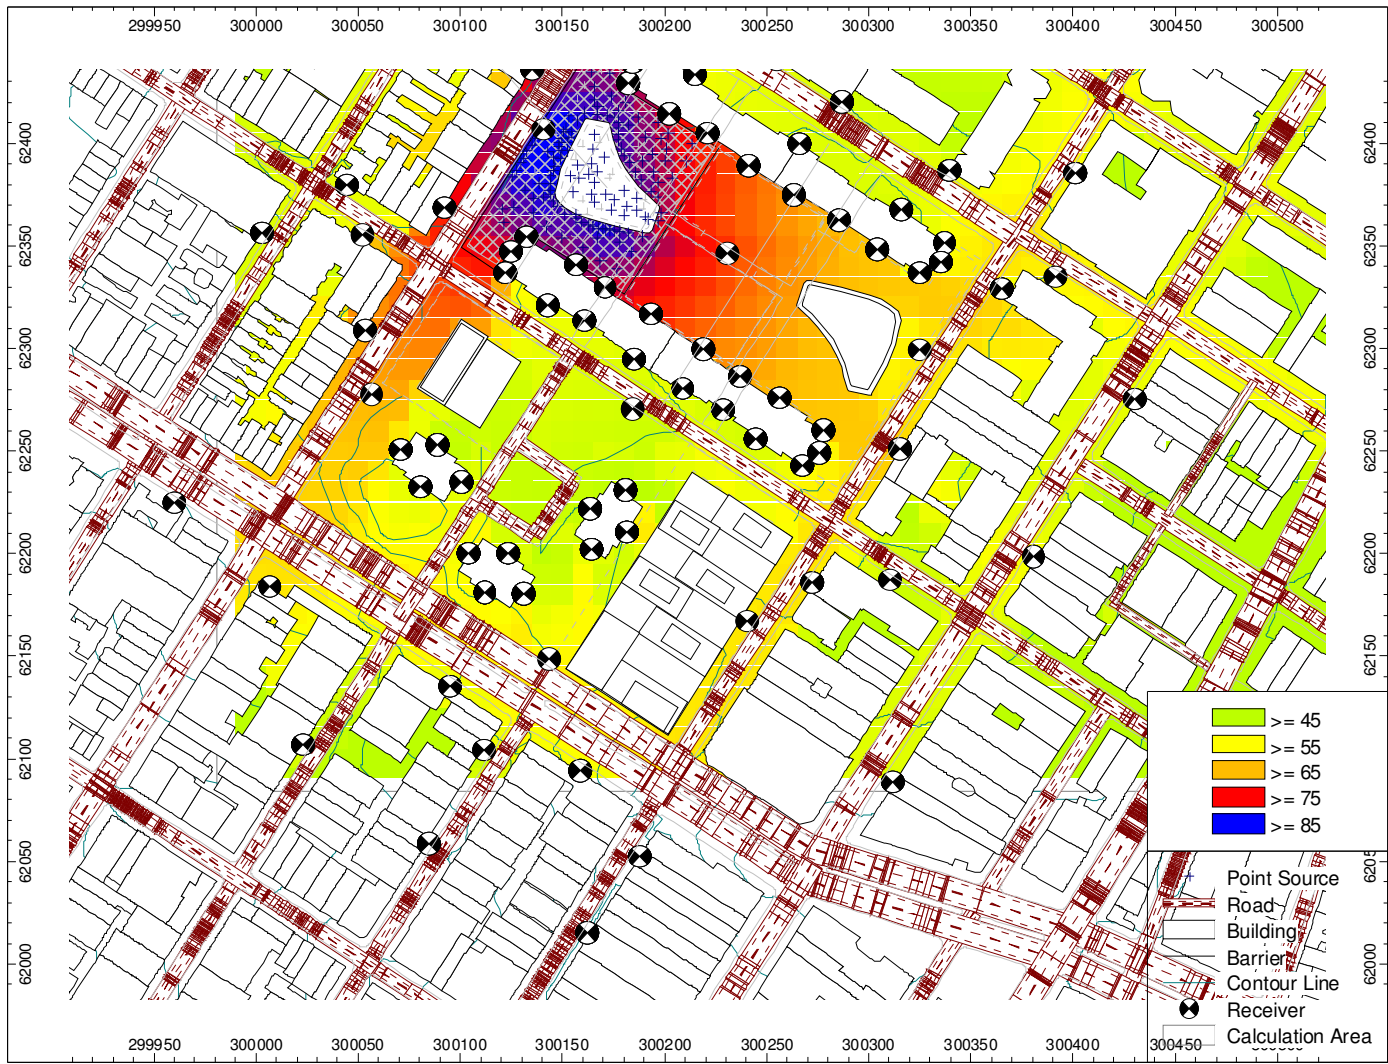 299950 300000 300050 300100 300150 300200 300250 300300 300350 300400 300450 300500
62400 62400
62350 62350
62300 62300
62250 62250
62200 62200
62150 62150
62100
62050
62000 62000
>= 45
>= 55
>= 65
>= 75
>= 85
Point Source
Road
Building
Barrier
Contour Line
Receiver
Calculation Area
299950 300000 300050 300100 300150 300200 300250 300300 300350 300400 300450